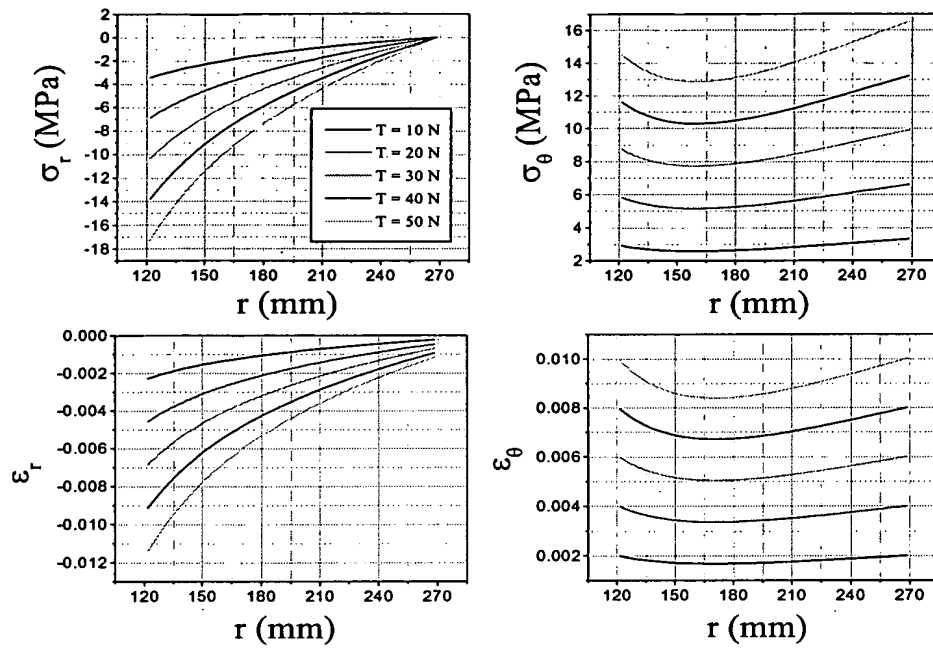 2
0
-2
-4
-6
-8
-10
-12
-14
-16
-18
σr (MPa)
120 150 180 210 240 270
r (mm)
T = 10 N
T = 20 N
T = 30 N
T = 40 N
T = 50 N
16
14
12
10
8
6
4
2
σθ (MPa)
120 150 180 210 240 270
r (mm)
0.000
-0.002
-0.004
-0.006
-0.008
-0.010
-0.012
εr
120 150 180 210 240 270
r (mm)
0.010
0.008
0.006
0.004
0.002
εθ
120 150 180 210 240 270
r (mm)